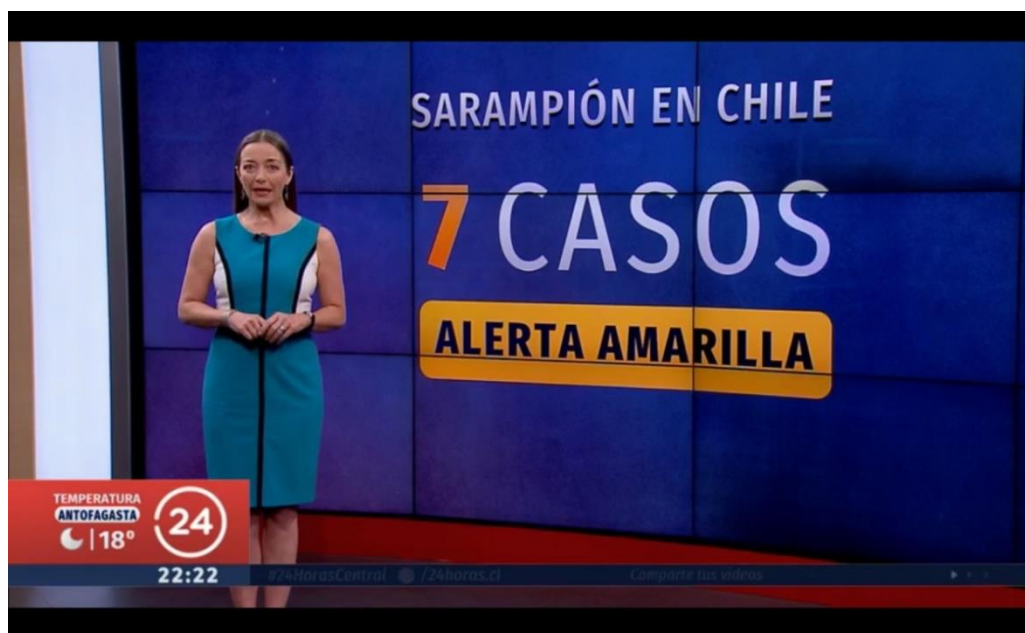 SARAMPIÓN EN CHILE
7 CASOS
ALERTA AMARILLA
TEMPERATURA
ANTOFAGASTA
18°
24
22:22
#24HorasCentral /24horas.cl Comparte tus videos